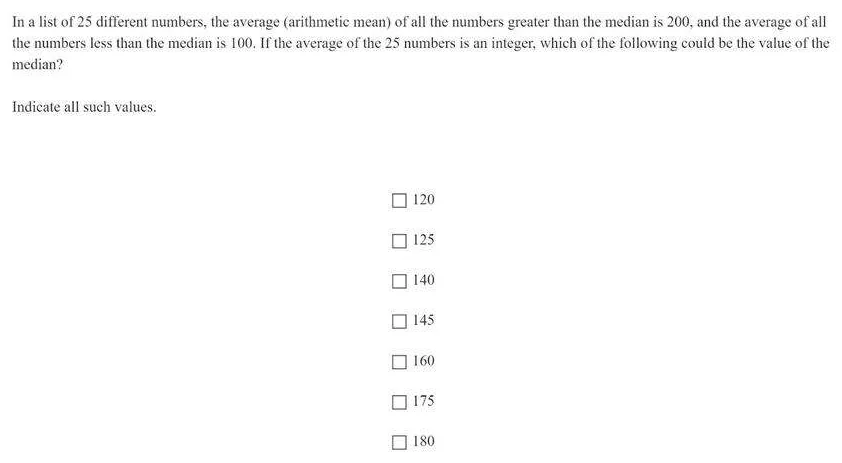 In a list of 25 different numbers, the average (arithmetic mean) of all the numbers greater than the median is 200, and the average of all
the numbers less than the median is 100. If the average of the 25 numbers is an integer, which of the following could be the value of the
median?
Indicate all such values.
120
125
140
145
160
175
180